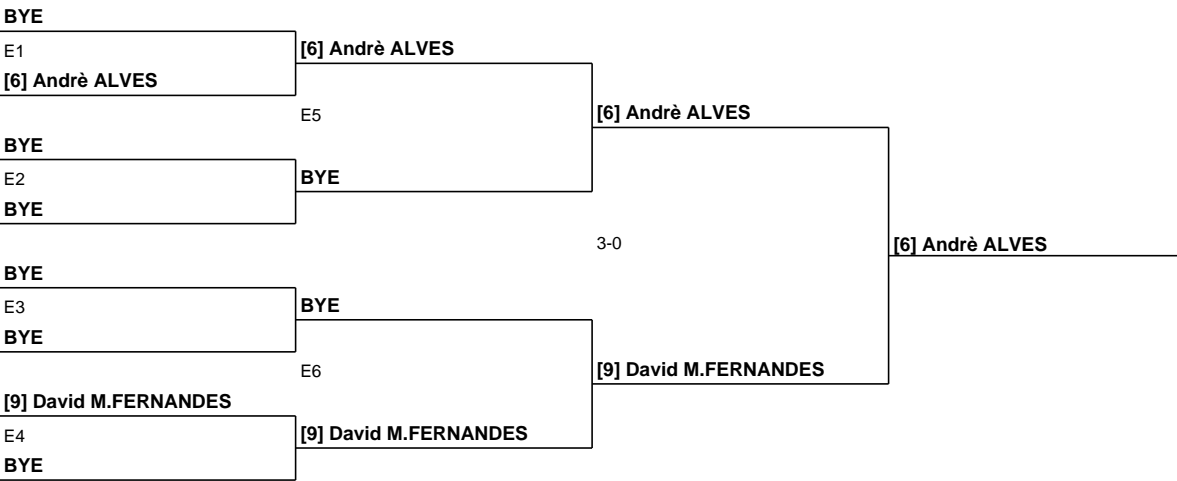 BYE
E1
[6] Andrè ALVES
[6] Andrè ALVES
E5
[6] Andrè ALVES
BYE
E2
BYE
BYE
3-0
[6] Andrè ALVES
BYE
E3
BYE
BYE
E6
[9] David M.FERNANDES
[9] David M.FERNANDES
E4
[9] David M.FERNANDES
BYE